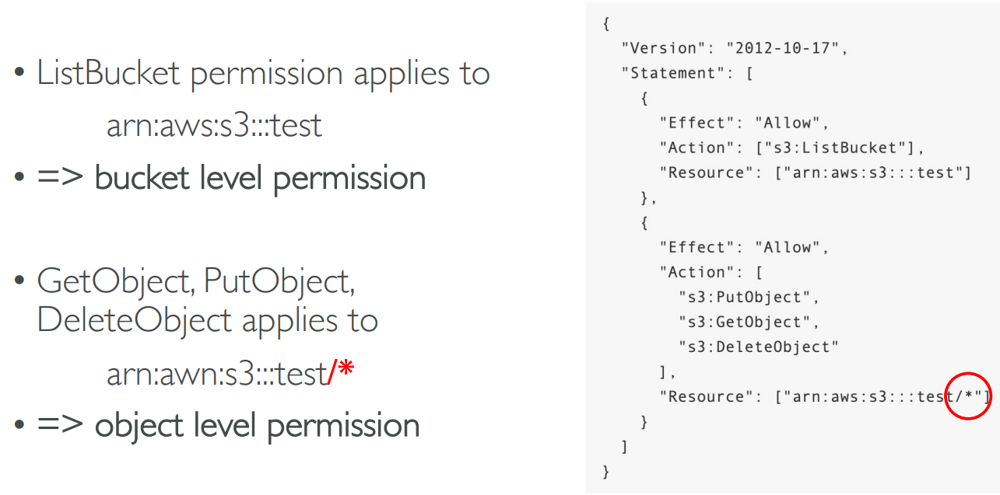 • ListBucket permission applies to
arn:aws:s3:::test
• => bucket level permission
• GetObject, PutObject,
DeleteObject applies to
arn:awn:s3:::test/*
• => object level permission
{
  "Version": "2012-10-17",
  "Statement": [
    {
      "Effect": "Allow",
      "Action": ["s3:ListBucket"],
      "Resource": ["arn:aws:s3:::test"]
    },
    {
      "Effect": "Allow",
      "Action": [
        "s3:PutObject",
        "s3:GetObject",
        "s3:DeleteObject"
      ],
      "Resource": ["arn:aws:s3:::test/*"]
    }
  ]
}